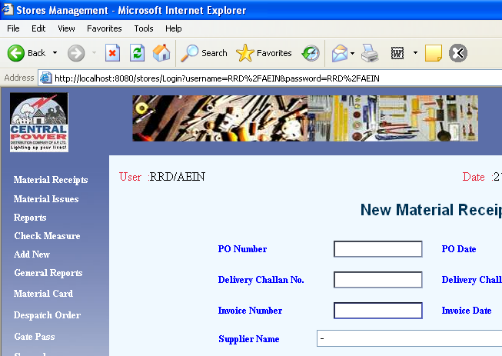 Stores Management - Microsoft Internet Explorer
File Edit View Favorites Tools Help
Back Search Favorites
Address http://localhost:8080/stores/Login?username=RRD%2FAEIN&password=RRD%2FAEIN
CENTRAL
POWER
DISTRIBUTION COMPANY OF A.P. LTD.
Lighting up your lives!
User :RRD/AEIN Date :2
Material Receipts
Material Issues
Reports
Check Measure
Add New
General Reports
Material Card
Despatch Order
Gate Pass
New Material Receip
PO Number PO Date
Delivery Challan No. Delivery Chall
Invoice Number Invoice Date
Supplier Name -